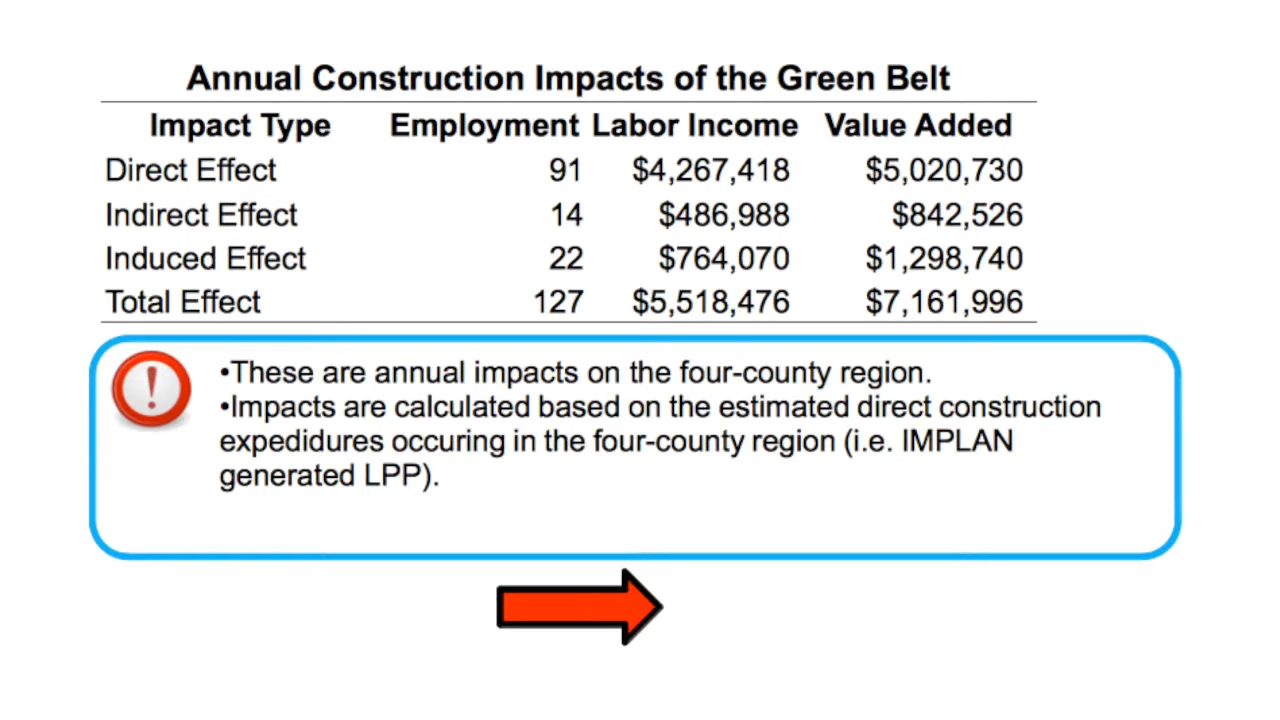 Annual Construction Impacts of the Green Belt
Impact Type Employment Labor Income Value Added
Direct Effect 91 $4,267,418 $5,020,730
Indirect Effect 14 $486,988 $842,526
Induced Effect 22 $764,070 $1,298,740
Total Effect 127 $5,518,476 $7,161,996
•These are annual impacts on the four-county region.
•Impacts are calculated based on the estimated direct construction
expedidures occuring in the four-county region (i.e. IMPLAN
generated LPP).